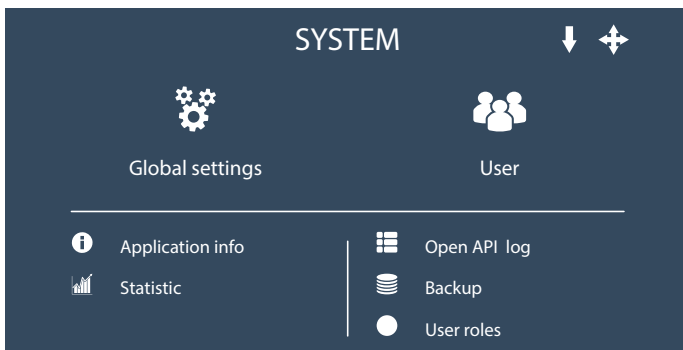 SYSTEM
Global settings
User
Application info
Statistic
Open API log
Backup
User roles